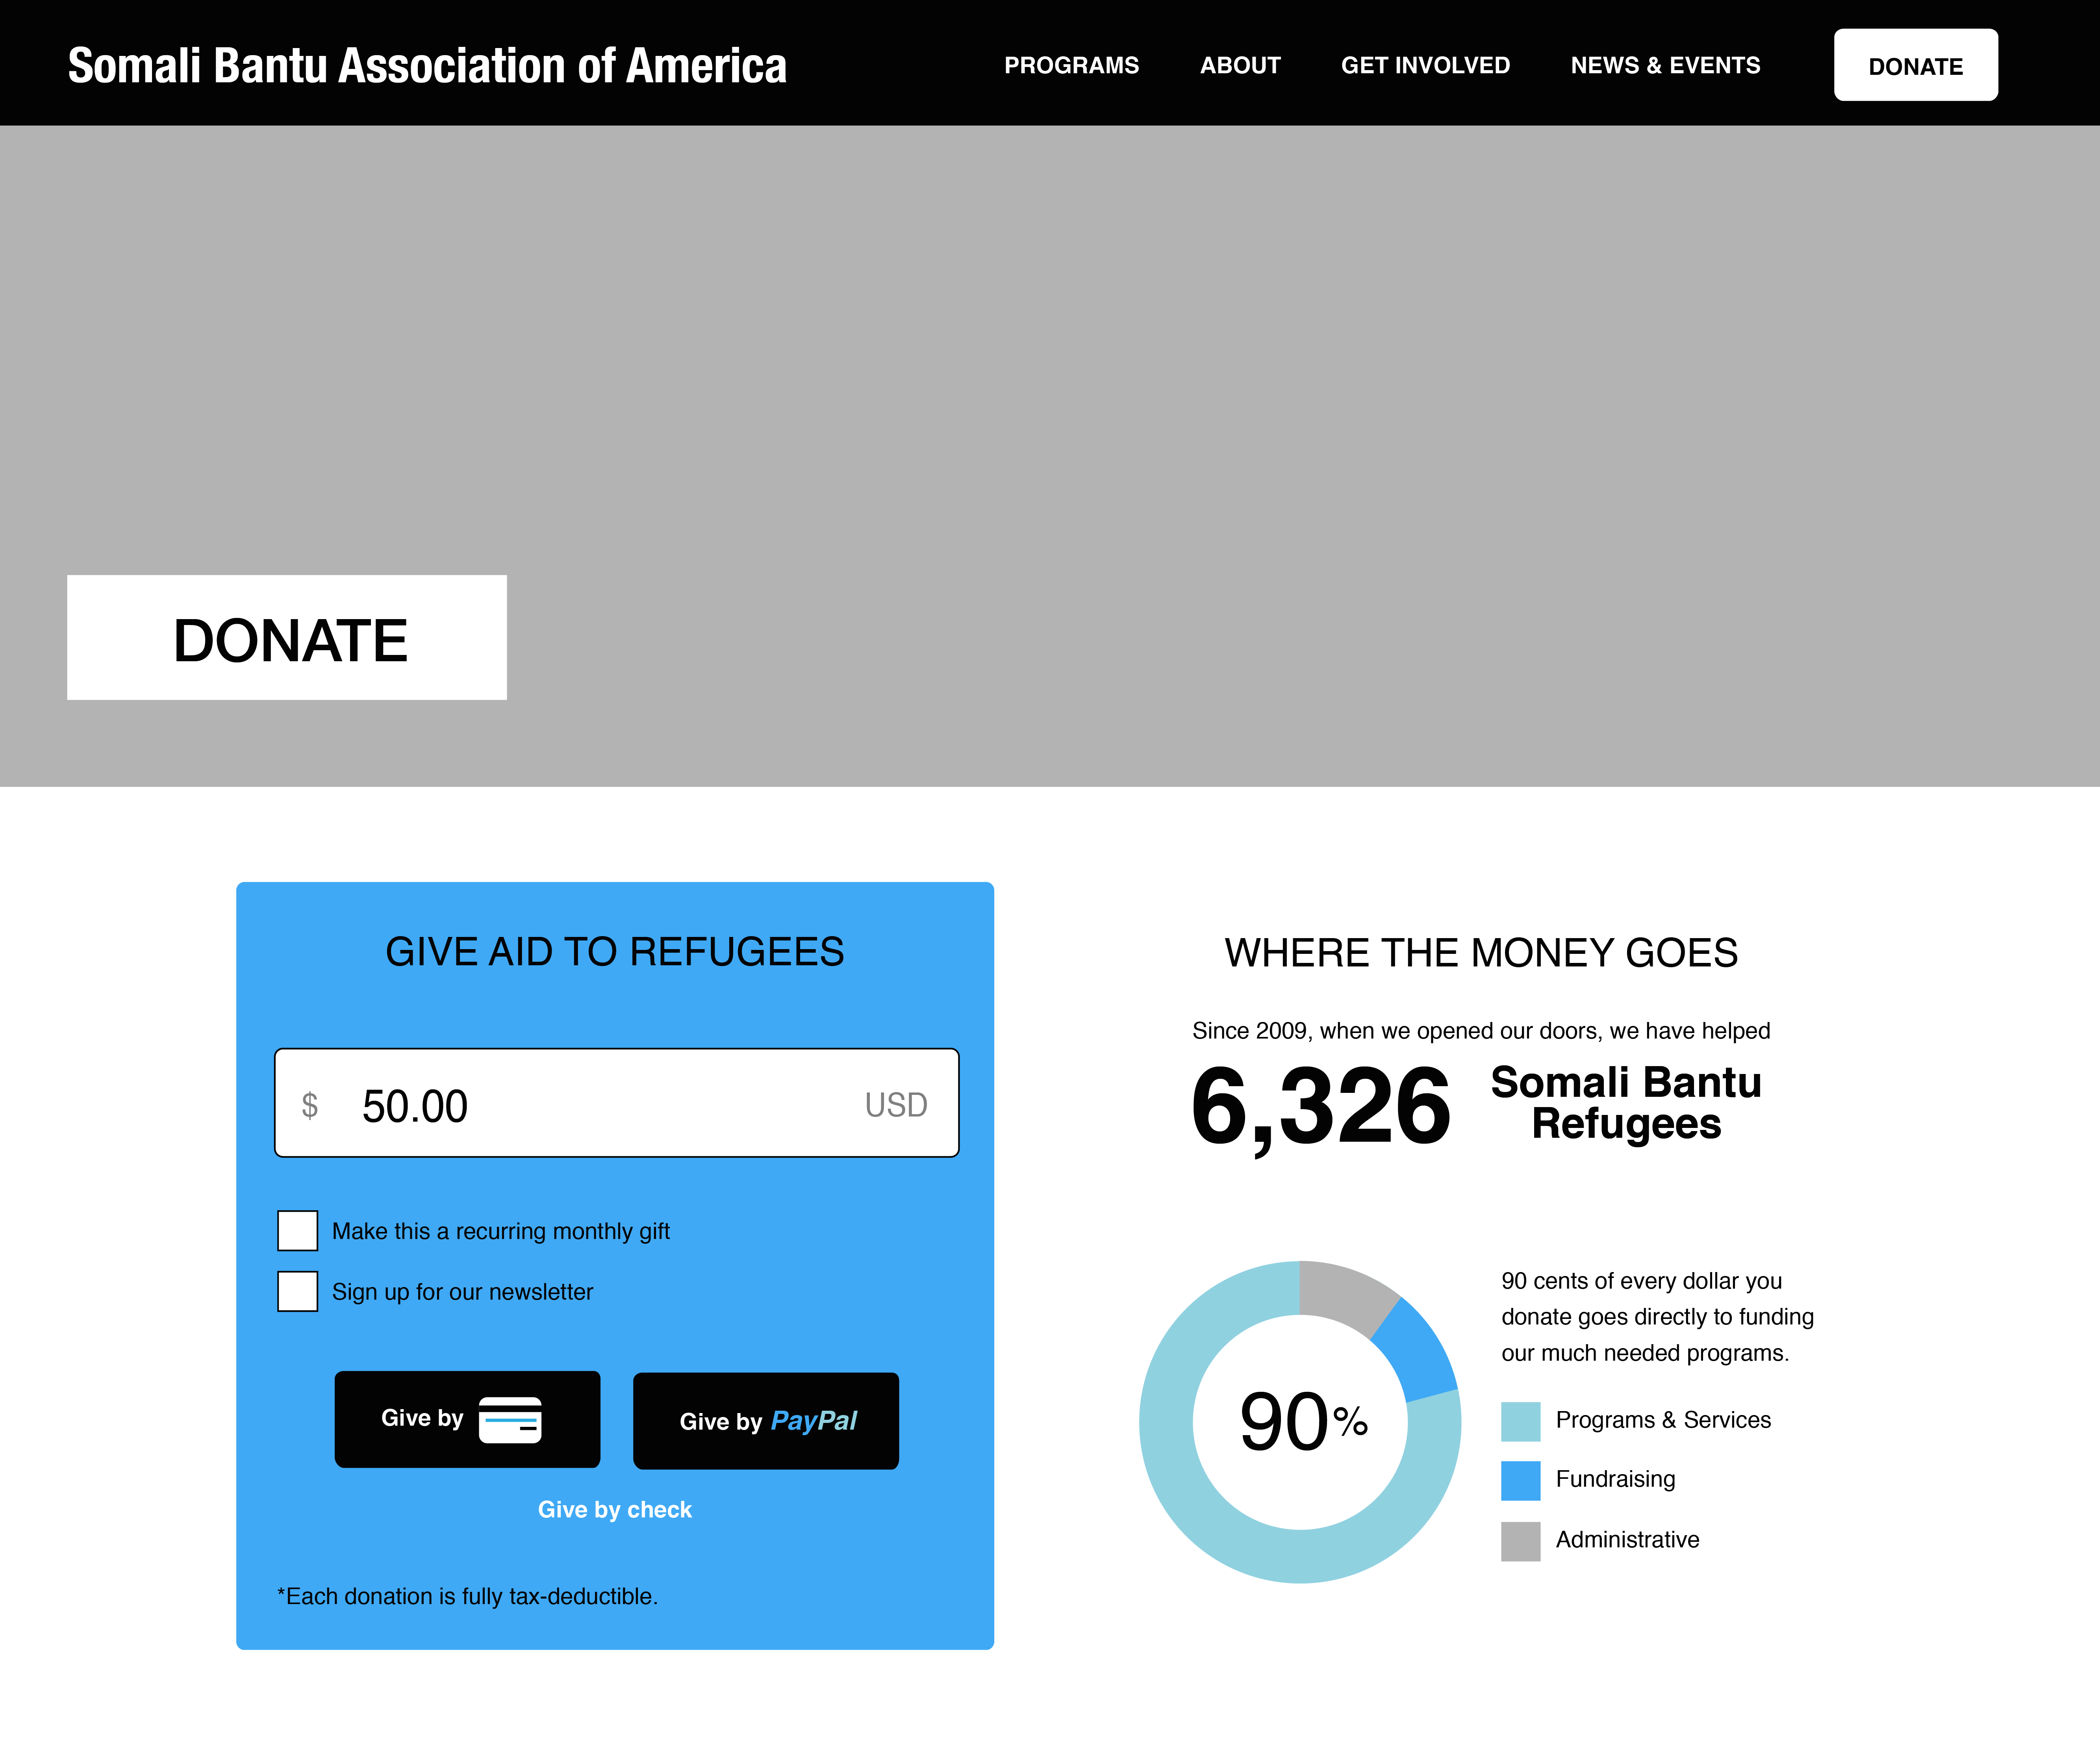 Somali Bantu Association of America
PROGRAMS
ABOUT
GET INVOLVED
NEWS & EVENTS
DONATE
DONATE
GIVE AID TO REFUGEES
$ 50.00 USD
Make this a recurring monthly gift
Sign up for our newsletter
Give by
Give by PayPal
Give by check
*Each donation is fully tax-deductible.
WHERE THE MONEY GOES
Since 2009, when we opened our doors, we have helped
6,326
Somali Bantu
Refugees
90%
90 cents of every dollar you
donate goes directly to funding
our much needed programs.
Programs & Services
Fundraising
Administrative